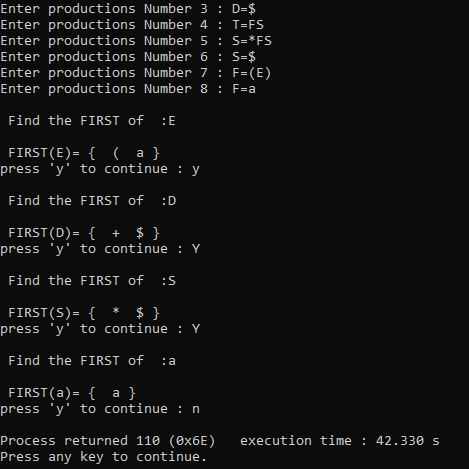 Enter productions Number 3 : D=$
Enter productions Number 4 : T=FS
Enter productions Number 5 : S=*FS
Enter productions Number 6 : S=$
Enter productions Number 7 : F=(E)
Enter productions Number 8 : F=a
Find the FIRST of  :E
FIRST(E)= {  (  a }
press 'y' to continue : y
Find the FIRST of  :D
FIRST(D)= {  +  $ }
press 'y' to continue : Y
Find the FIRST of  :S
FIRST(S)= {  *  $ }
press 'y' to continue : Y
Find the FIRST of  :a
FIRST(a)= {  a }
press 'y' to continue : n
Process returned 110 (0x6E)   execution time : 42.330 s
Press any key to continue.